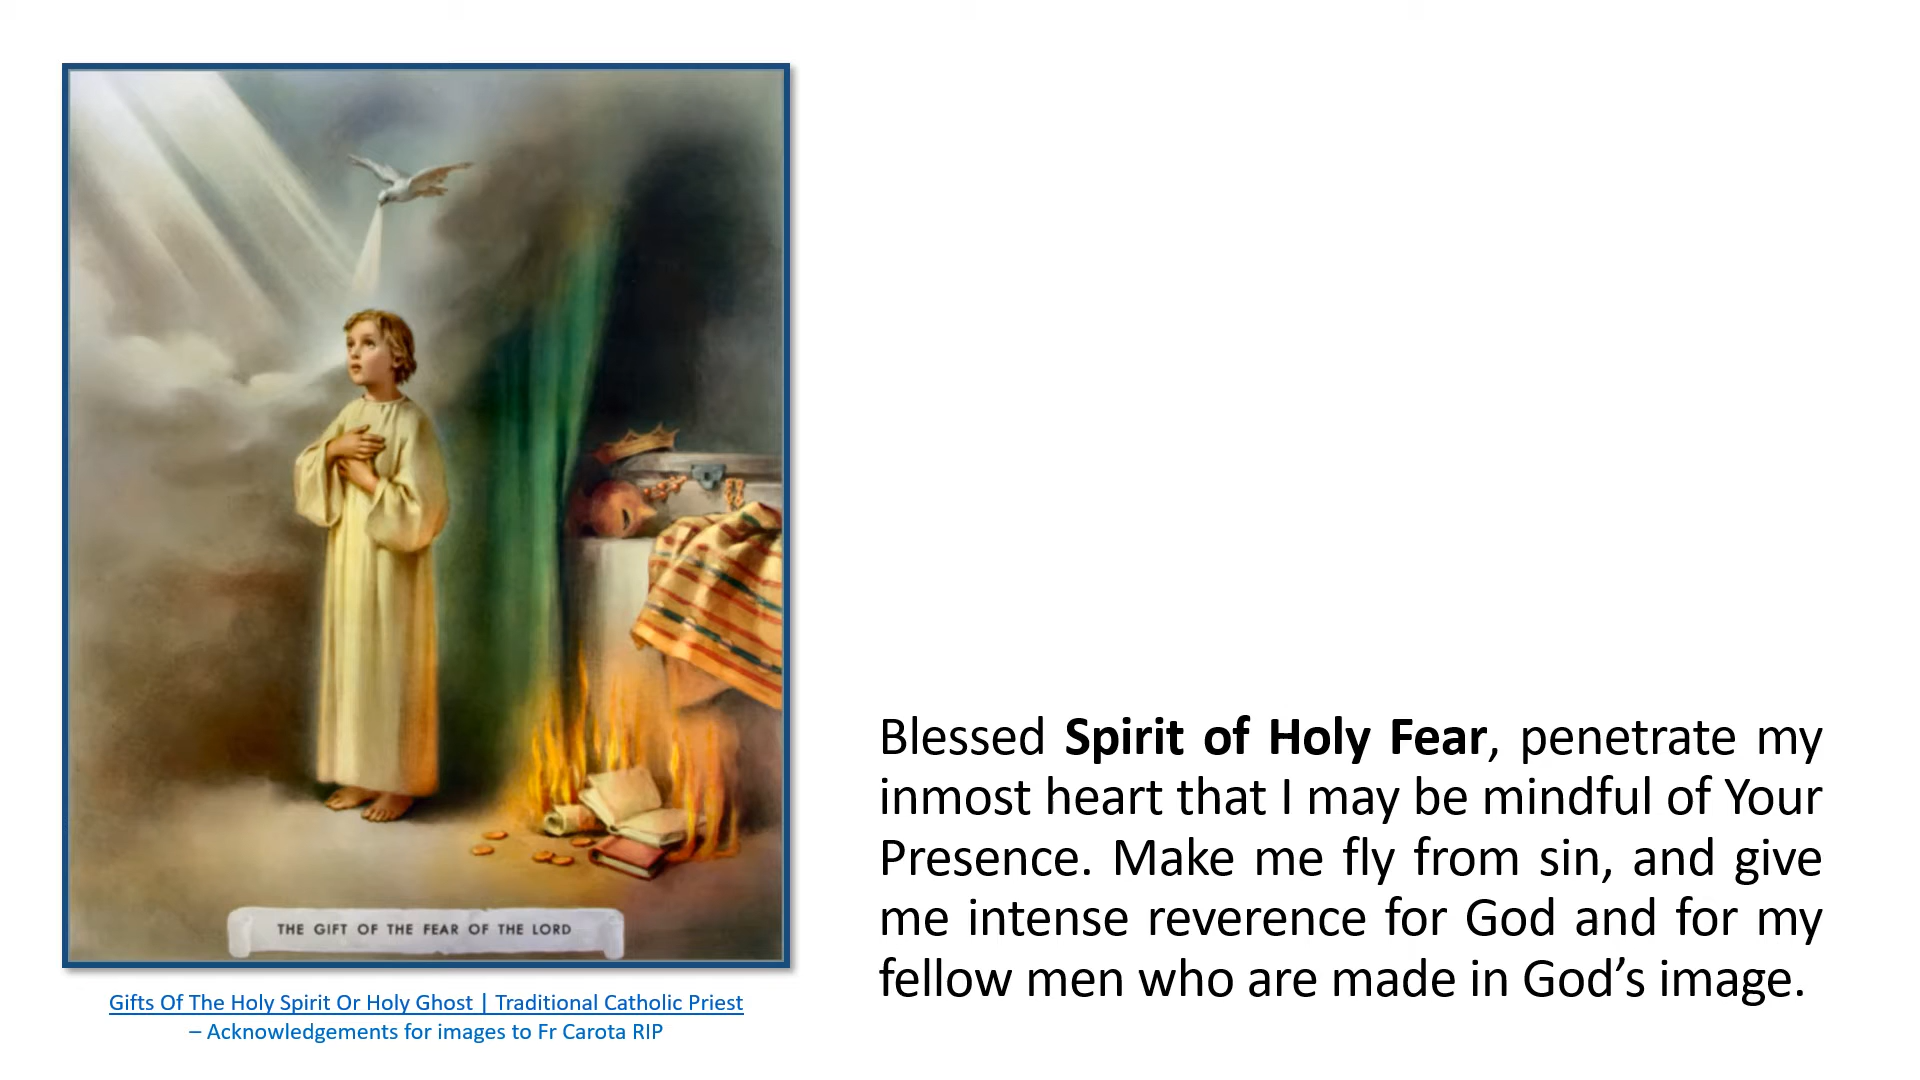 THE GIFT OF THE FEAR OF THE LORD
Gifts Of The Holy Spirit Or Holy Ghost | Traditional Catholic Priest
– Acknowledgements for images to Fr Carota RIP
Blessed Spirit of Holy Fear, penetrate my
inmost heart that I may be mindful of Your
Presence. Make me fly from sin, and give
me intense reverence for God and for my
fellow men who are made in God’s image.